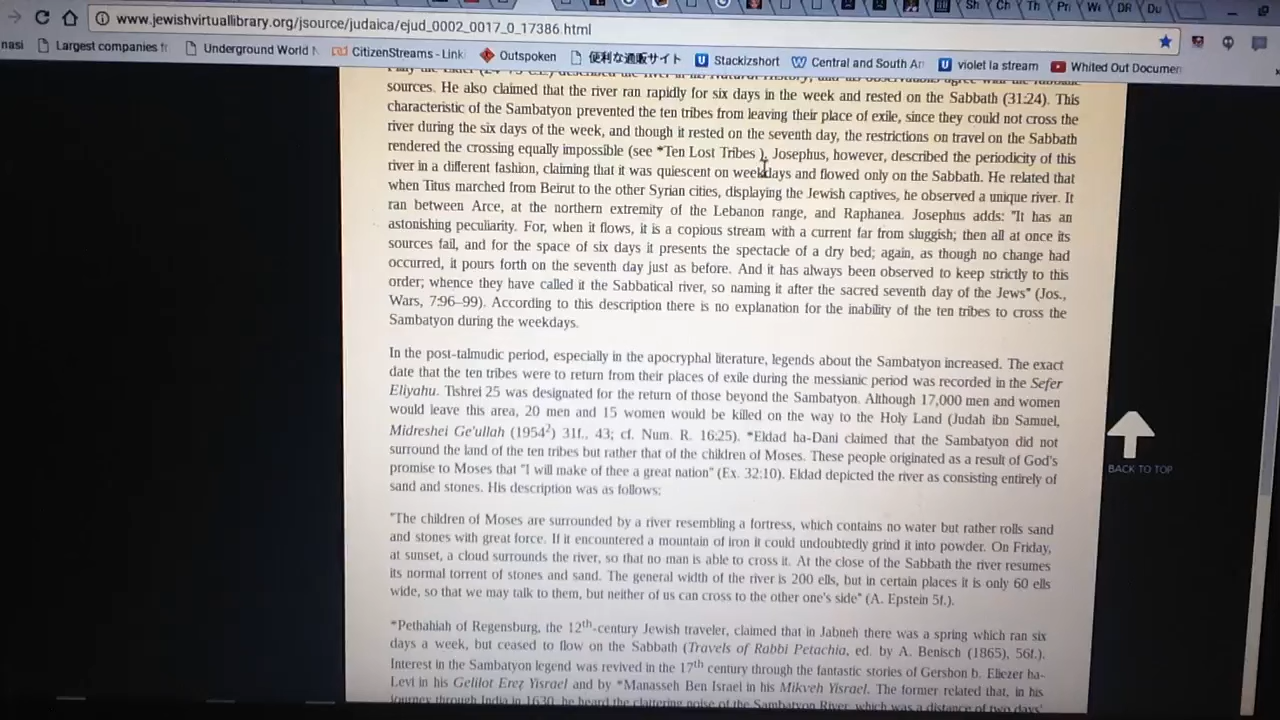 www.jewishvirtuallibrary.org/jsource/judaica/ejud_0002_0017_0_17386.html
nasi Largest companies Underground World CitizenStreams - Link Outspoken 便利な通販サイト Stackizshort Central and South Am violet la stream Whited Out Documen
sources. He also claimed that the river ran rapidly for six days in the week and rested on the Sabbath (31:24). This
characteristic of the Sambatyon prevented the ten tribes from leaving their place of exile, since they could not cross the
river during the six days of the week, and though it rested on the seventh day, the restrictions on travel on the Sabbath
rendered the crossing equally impossible (see *Ten Lost Tribes ). Josephus, however, described the periodicity of this
river in a different fashion, claiming that it was quiescent on weekdays and flowed only on the Sabbath. He related that
when Titus marched from Beirut to the other Syrian cities, displaying the Jewish captives, he observed a unique river. It
ran between Arce, at the northern extremity of the Lebanon range, and Raphanea. Josephus adds: "It has an
astonishing peculiarity. For, when it flows, it is a copious stream with a current far from sluggish; then all at once its
sources fail, and for the space of six days it presents the spectacle of a dry bed; again, as though no change had
occurred, it pours forth on the seventh day just as before. And it has always been observed to keep strictly to this
order; whence they have called it the Sabbatical river, so naming it after the sacred seventh day of the Jews" (Jos.,
Wars, 7:96–99). According to this description there is no explanation for the inability of the ten tribes to cross the
Sambatyon during the weekdays.
In the post-talmudic period, especially in the apocryphal literature, legends about the Sambatyon increased. The exact
date that the ten tribes were to return from their places of exile during the messianic period was recorded in the Sefer
Eliyahu. Tishrei 25 was designated for the return of those beyond the Sambatyon. Although 17,000 men and women
would leave this area, 20 men and 15 women would be killed on the way to the Holy Land (Judah ibn Samuel,
Midreshei Ge'ullah (1954²) 31f., 43; cf. Num. R. 16:25). *Eldad ha-Dani claimed that the Sambatyon did not
surround the land of the ten tribes but rather that of the children of Moses. These people originated as a result of God's
promise to Moses that "I will make of thee a great nation" (Ex. 32:10). Eldad depicted the river as consisting entirely of
sand and stones. His description was as follows:
"The children of Moses are surrounded by a river resembling a fortress, which contains no water but rather rolls sand
and stones with great force. If it encountered a mountain of iron it could undoubtedly grind it into powder. On Friday,
at sunset, a cloud surrounds the river, so that no man is able to cross it. At the close of the Sabbath the river resumes
its normal torrent of stones and sand. The general width of the river is 200 ells, but in certain places it is only 60 ells
wide, so that we may talk to them, but neither of us can cross to the other one's side" (A. Epstein 5f.).
*Pethahiah of Regensburg, the 12th-century Jewish traveler, claimed that in Jabneh there was a spring which ran six
days a week, but ceased to flow on the Sabbath (Travels of Rabbi Petachia, ed. by A. Benisch (1865), 56f.).
Interest in the Sambatyon legend was revived in the 17th century through the fantastic stories of Gershon b. Eliezer ha-
Levi in his Gelilot Ereẓ Yisrael and by *Manasseh Ben Israel in his Mikveh Yisrael. The former related that, in his
journey through India in 1630, he heard the clattering noise of the Sambatyon River, which was a distance of two days'
BACK TO TOP